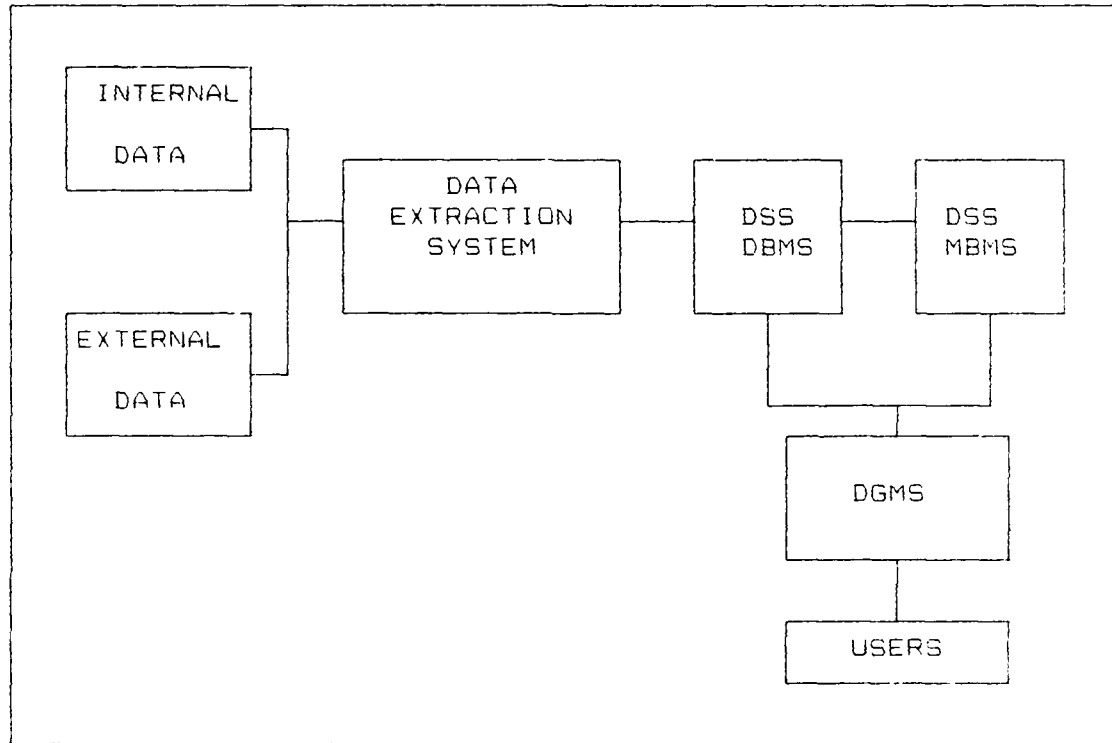 INTERNAL
DATA
EXTERNAL
DATA
DATA
EXTRACTION
SYSTEM
DSS
DBMS
DSS
MBMS
DGMS
USERS